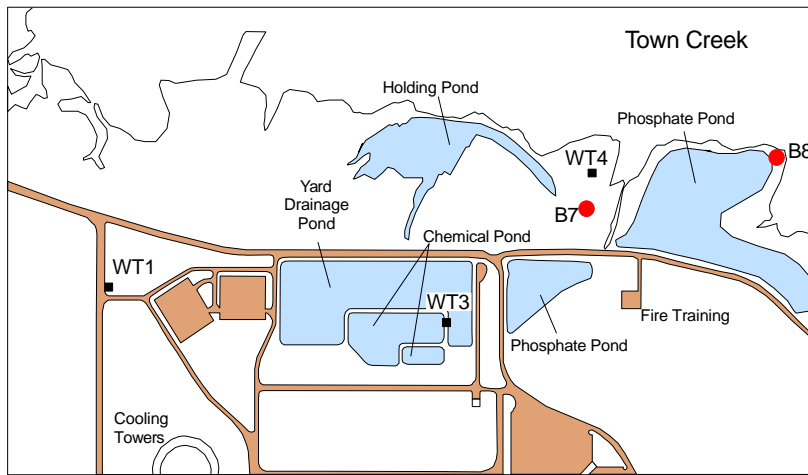 Town Creek
Holding Pond
Phosphate Pond
B8
WT4
Yard
Drainage
Pond
B7
Chemical Pond
WT1
WT3
Fire Training
Phosphate Pond
Cooling
Towers